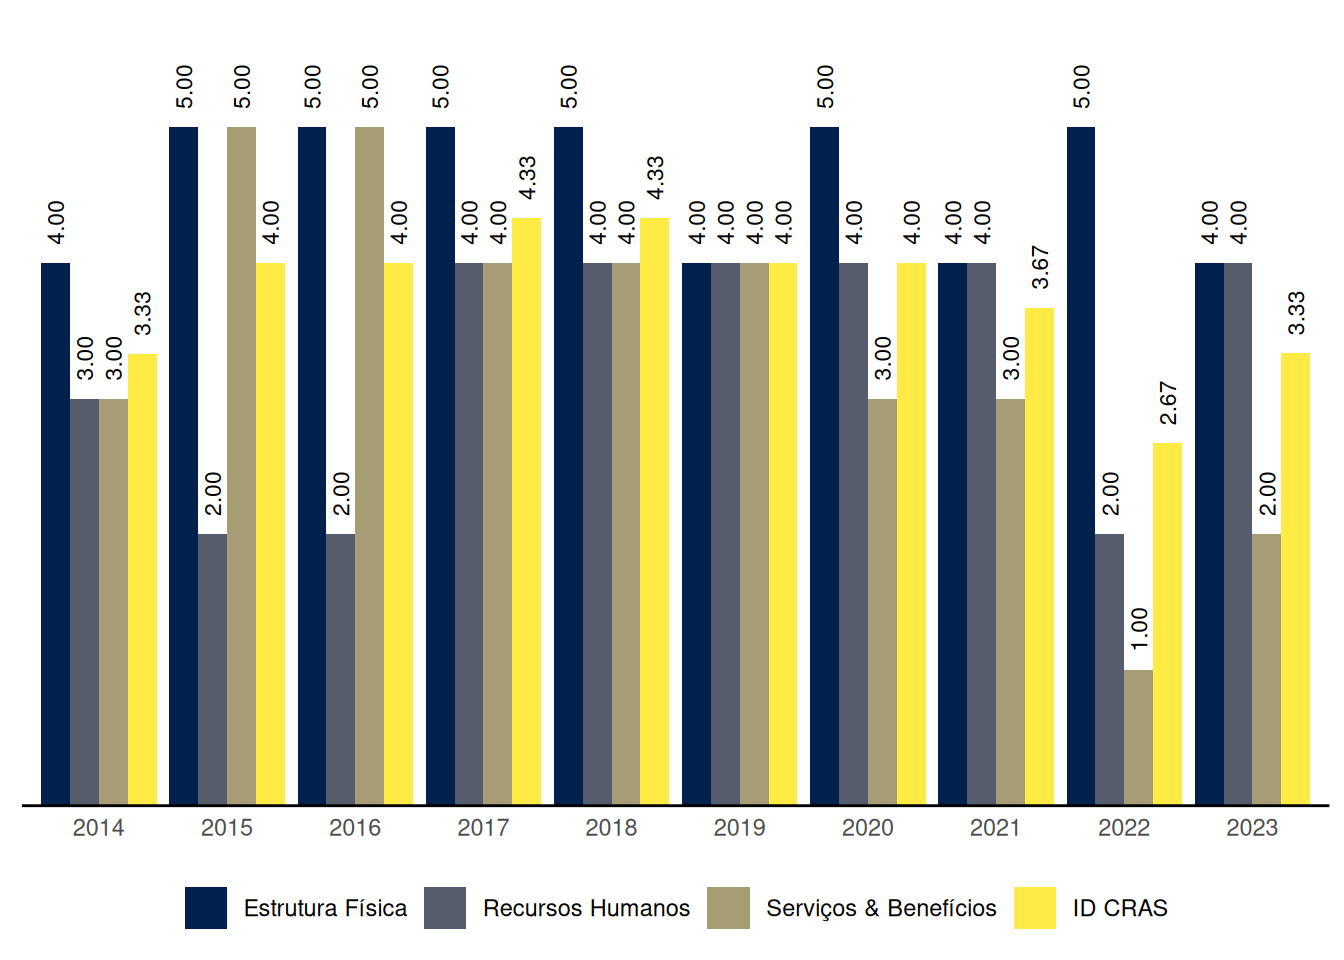 5.00 5.00 5.00 5.00 5.00 5.00 5.00 5.00
4.33 4.33
4.00 4.00 4.00 4.00 4.00 4.00 4.00 4.00 4.00 4.00 4.00 4.00 4.00 4.00 4.00 4.00 4.00 4.00 4.00
3.67
3.33 3.33
3.00 3.00 3.00 3.00
2.67
2.00 2.00 2.00 2.00
1.00
2014 2015 2016 2017 2018 2019 2020 2021 2022 2023
Estrutura Física Recursos Humanos Serviços & Benefícios ID CRAS